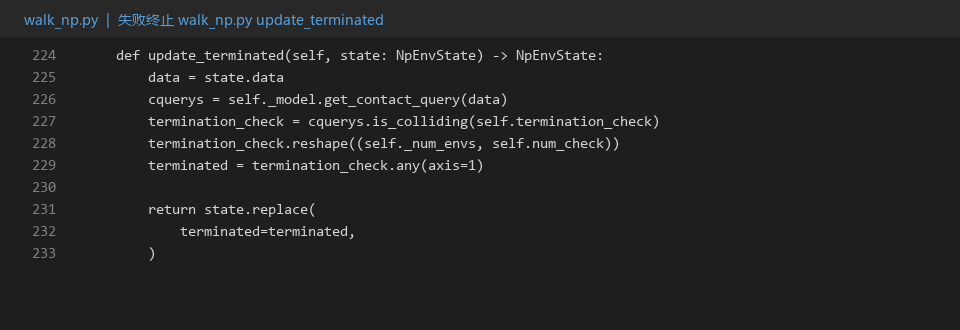 walk_np.py | 失败终止 walk_np.py update_terminated
224 def update_terminated(self, state: NpEnvState) -> NpEnvState:
225 data = state.data
226 cquerys = self._model.get_contact_query(data)
227 termination_check = cquerys.is_colliding(self.termination_check)
228 termination_check.reshape((self._num_envs, self.num_check))
229 terminated = termination_check.any(axis=1)
230
231 return state.replace(
232 terminated=terminated,
233 )